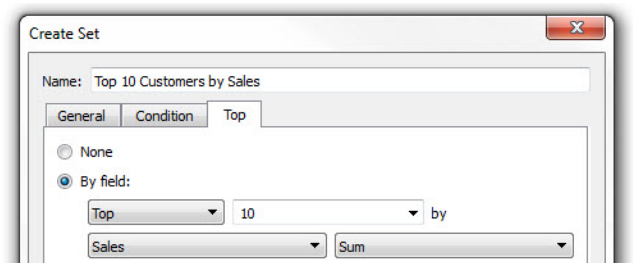 Create Set
Name: Top 10 Customers by Sales
General Condition Top
None
By field:
Top 10 by
Sales Sum